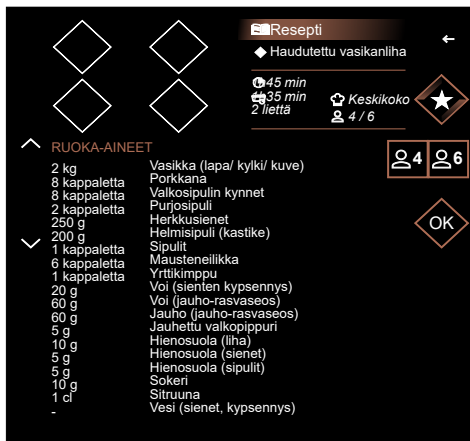 Resepti
Haudutettu vasikanliha
45 min
35 min
2 liettä
Keskikoko
4 / 6
RUOKA-AINEET
4 6
OK
2 kg Vasikka (lapa/ kylki/ kuve)
8 kappaletta Porkkana
8 kappaletta Valkosipulin kynnet
2 kappaletta Purjosipuli
250 g Herkkusienet
200 g Helmisipuli (kastike)
1 kappaletta Sipulit
6 kappaletta Mausteneilikka
1 kappaletta Yrttikimppu
20 g Voi (sienten kypsennys)
60 g Voi (jauho-rasvaseos)
60 g Jauho (jauho-rasvaseos)
5 g Jauhettu valkopippuri
10 g Hienosuola (liha)
5 g Hienosuola (sienet)
5 g Hienosuola (sipulit)
10 g Sokeri
1 cl Sitruuna
- Vesi (sienet, kypsennys)